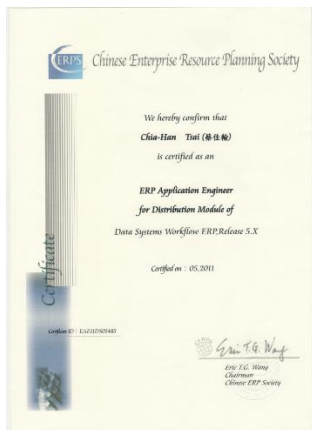 ERPS
Chinese Enterprise Resource Planning Society
We hereby confirm that
Chia-Han Tsai
is certified as an
ERP Application Engineer
for Distribution Module of
Data Systems Workflow ERP,Release 5.X
Certificate
Certified on : 05,2011
Certificate ID :
Eric T.G. Wang
Eric T.G. Wang
Chairman
Chinese ERP Society